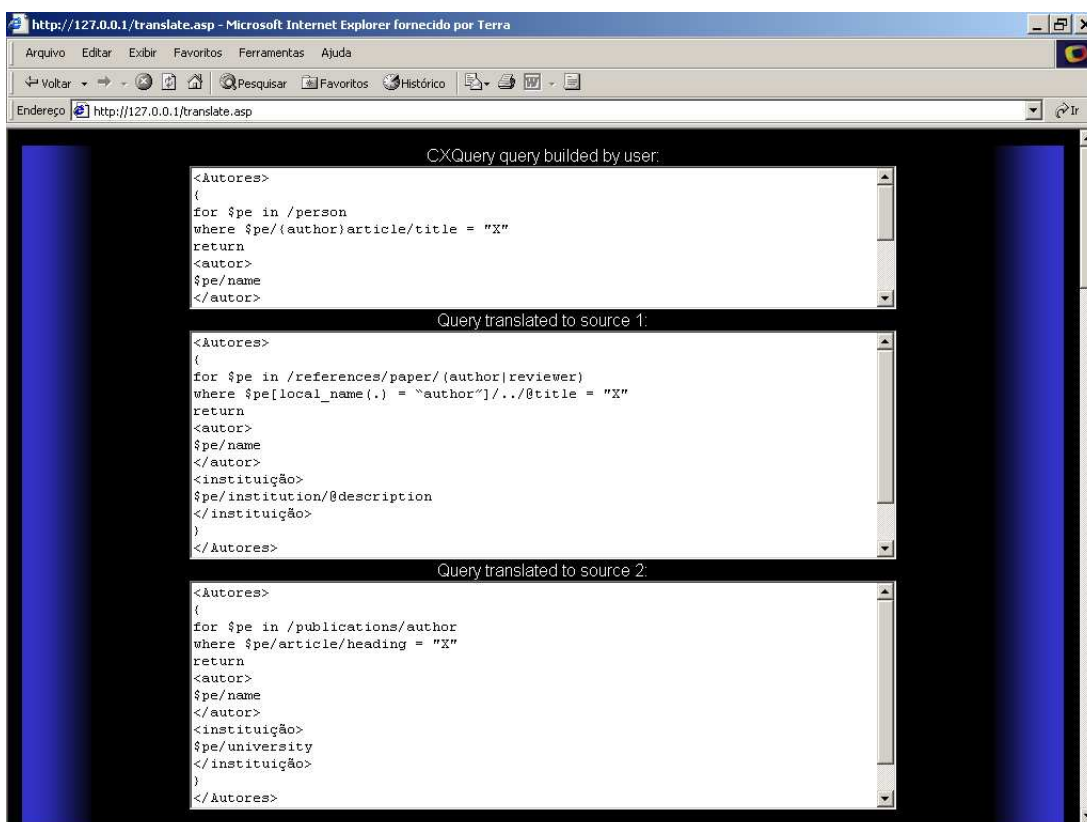 http://127.0.0.1/translate.asp - Microsoft Internet Explorer fornecido por Terra
Arquivo Editar Exibir Favoritos Ferramentas Ajuda
Voltar Pesquisar Favoritos Histórico
Endereço http://127.0.0.1/translate.asp Ir
CXQuery query builded by user:
<Autores>
{
for $pe in /person
where $pe/{author}article/title = "X"
return
<autor>
$pe/name
</autor>
Query translated to source 1:
<Autores>
{
for $pe in /references/paper/(author|reviewer)
where $pe[local_name(.) = "author"]/../@title = "X"
return
<autor>
$pe/name
</autor>
<instituição>
$pe/institution/@description
</instituição>
}
</Autores>
Query translated to source 2:
<Autores>
{
for $pe in /publications/author
where $pe/article/heading = "X"
return
<autor>
$pe/name
</autor>
<instituição>
$pe/university
</instituição>
}
</Autores>